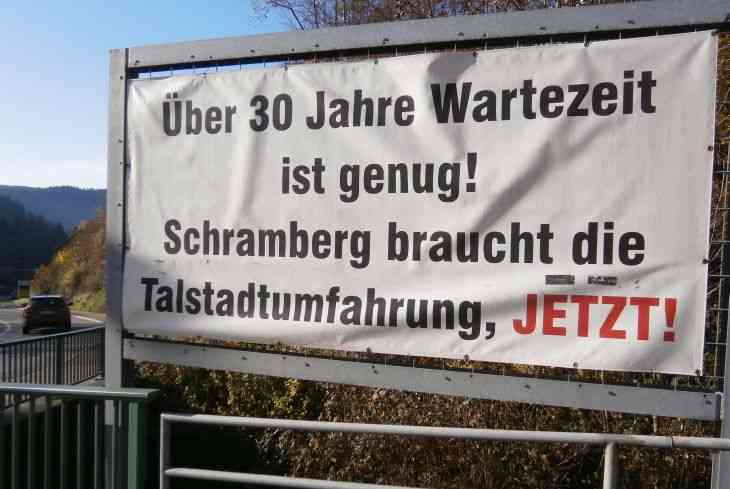 Über 30 Jahre Wartezeit
ist genug!
Schramberg braucht die
Talstadtumfahrung, JETZT!